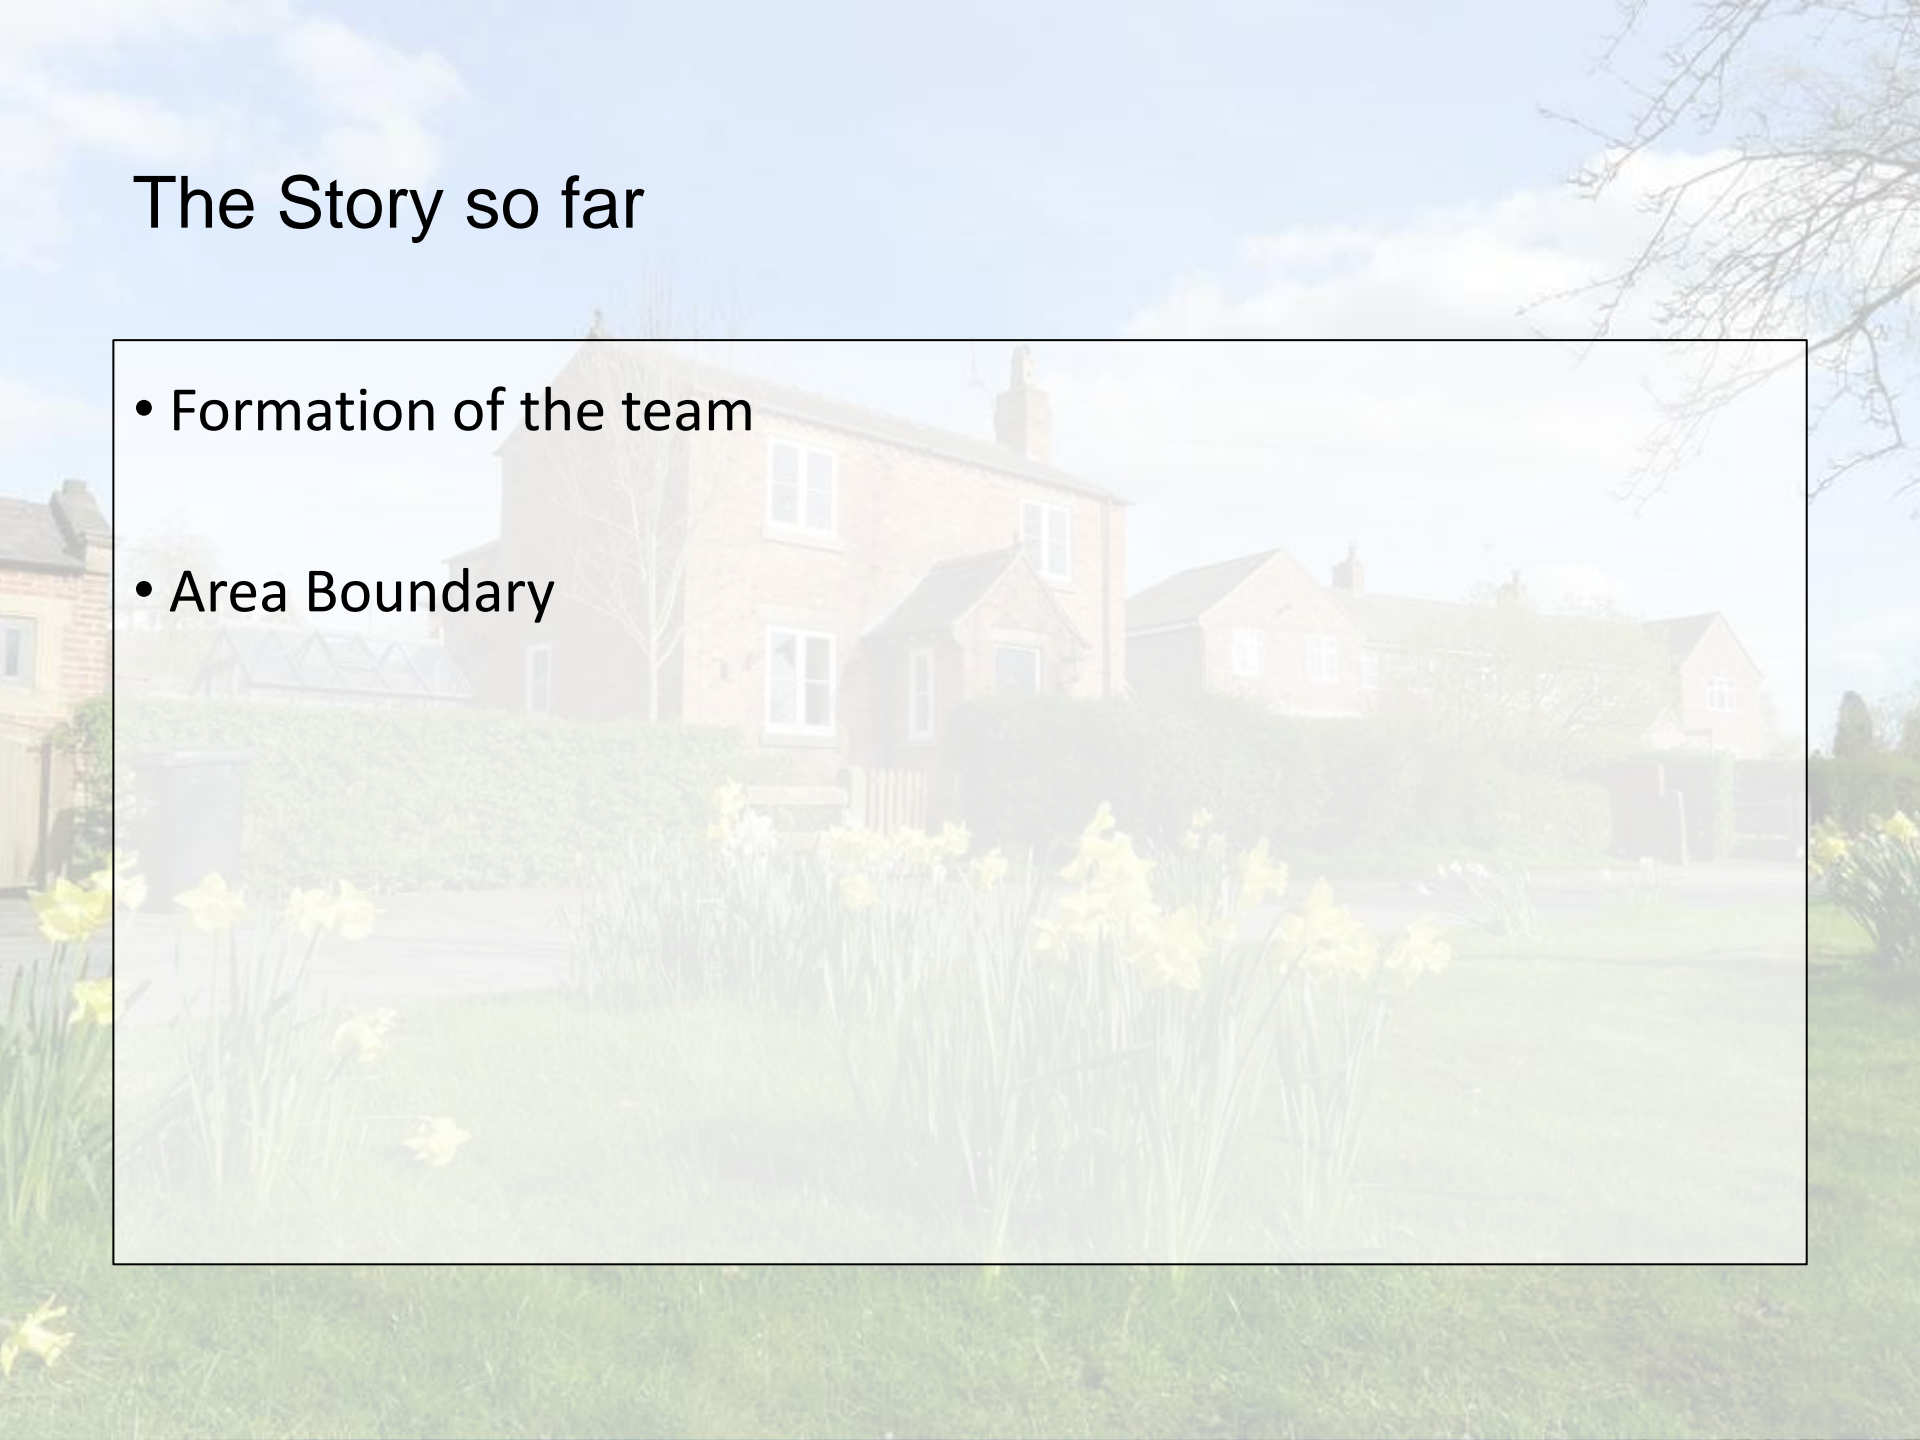 The Story so far
• Formation of the team
• Area Boundary